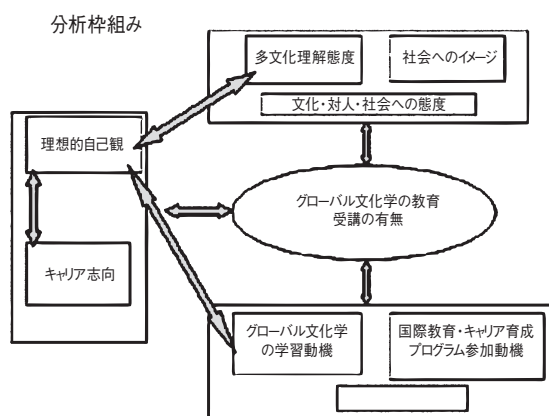 分析枠組み
多文化理解態度
社会へのイメージ
文化・対人・社会への態度
理想的自己観
キャリア志向
グローバル文化学の教育
受講の有無
グローバル文化学
の学習動機
国際教育・キャリア育成
プログラム参加動機